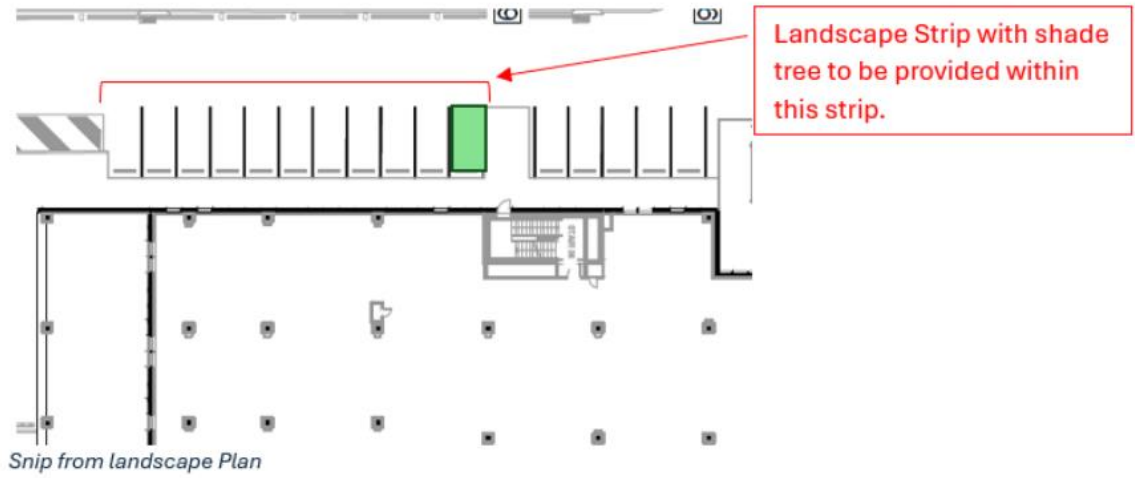 Landscape Strip with shade
tree to be provided within
this strip.
Snip from landscape Plan